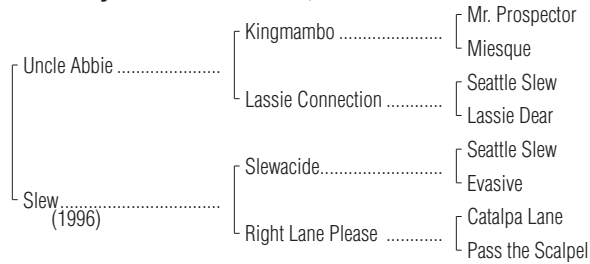 Mr. Prospector
Kingmambo ....................
Miesque
Uncle Abbie ......................
Seattle Slew
Lassie Connection ............
Lassie Dear
Seattle Slew
Slewacide.......................
Evasive
Slew..................................
(1996)
Catalpa Lane
Right Lane Please ............
Pass the Scalpel